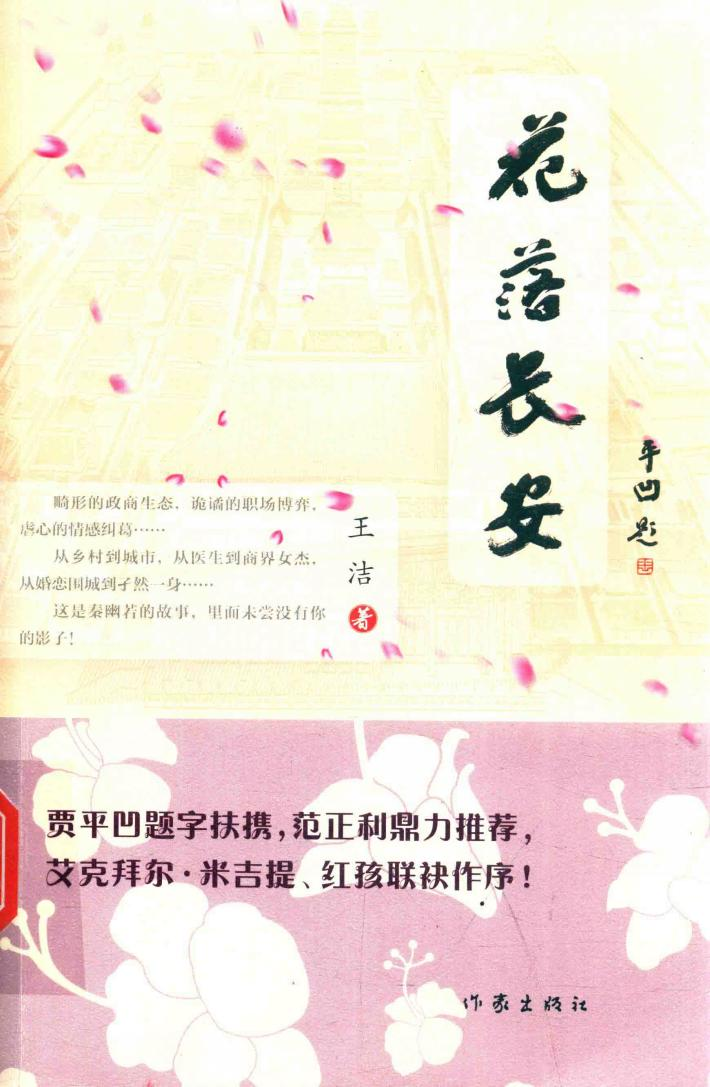 花落长安
平凹题
畸形的政商生态，诡谲的职场博弈，
虐心的情感纠葛……
从乡村到城市，从医生到商界女杰，
从婚恋围城到孑然一身……
这是秦幽若的故事，里面未尝没有你
的影子！
王洁
著
贾平凹题字扶携，范正利鼎力推荐，
艾克拜尔·米吉提、红孩联袂作序！
作家出版社